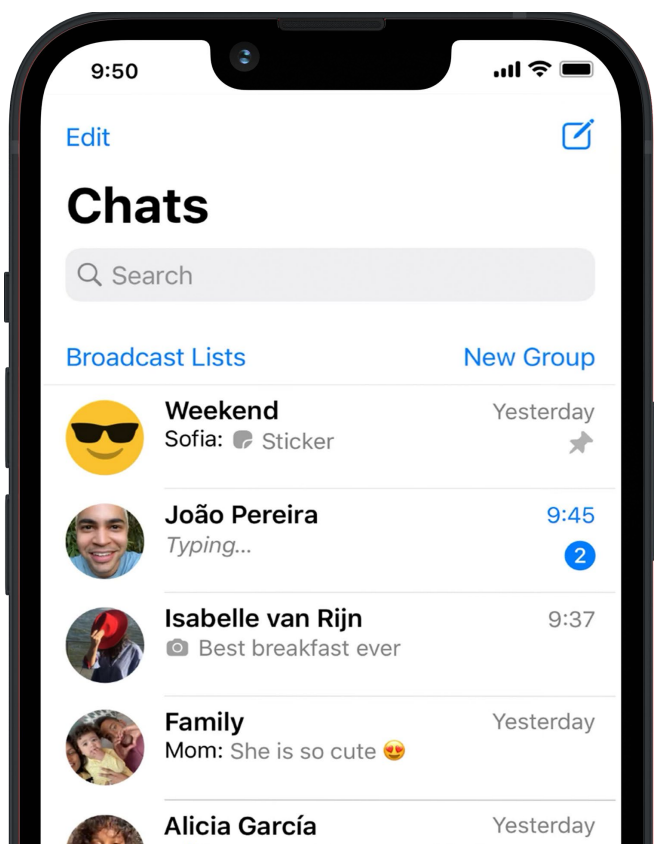 9:50
Edit
Chats
Search
Broadcast Lists
New Group
Weekend
Yesterday
Sofia: Sticker
João Pereira
9:45
Typing...
2
Isabelle van Rijn
9:37
Best breakfast ever
Family
Yesterday
Mom: She is so cute 😍
Alicia García
Yesterday